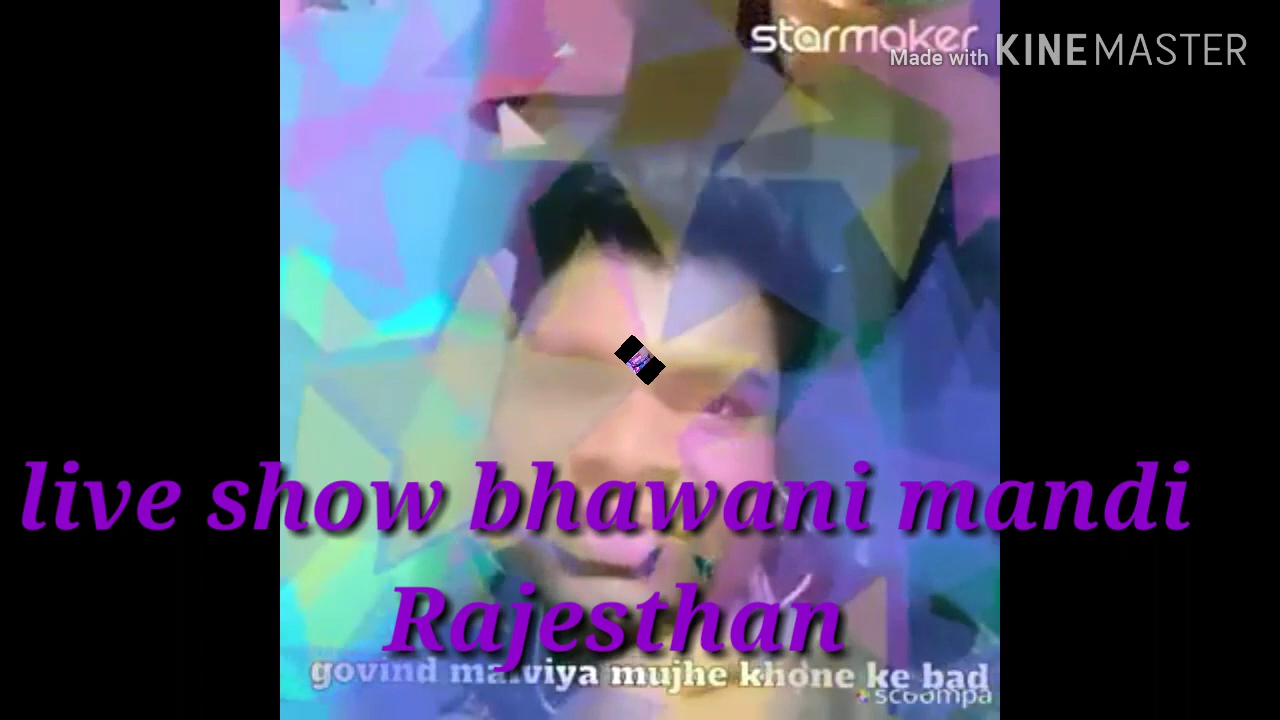 starmaker
Made with KINEMASTER
live show bhawani mandi
Rajesthan
govind malviya mujhe khone ke bad
scoompa